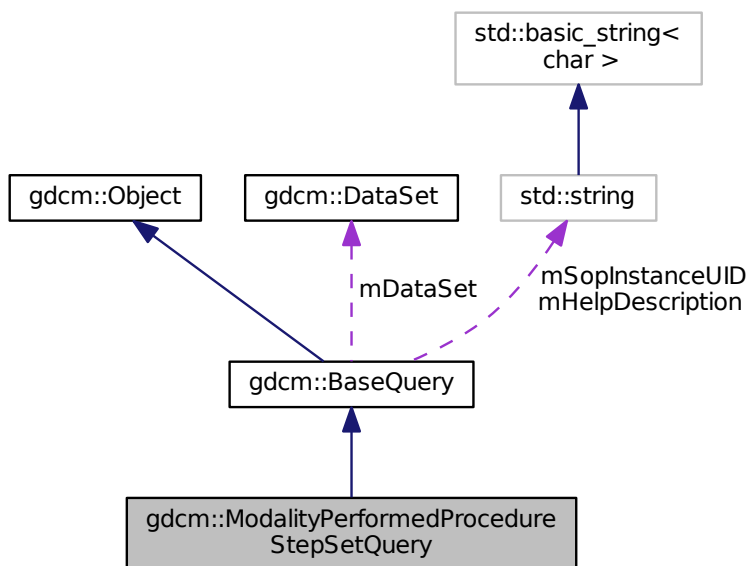 std::basic_string<
char >
gdcm::Object
gdcm::DataSet
std::string
mDataSet
mSopInstanceUID
mHelpDescription
gdcm::BaseQuery
gdcm::ModalityPerformedProcedure
StepSetQuery